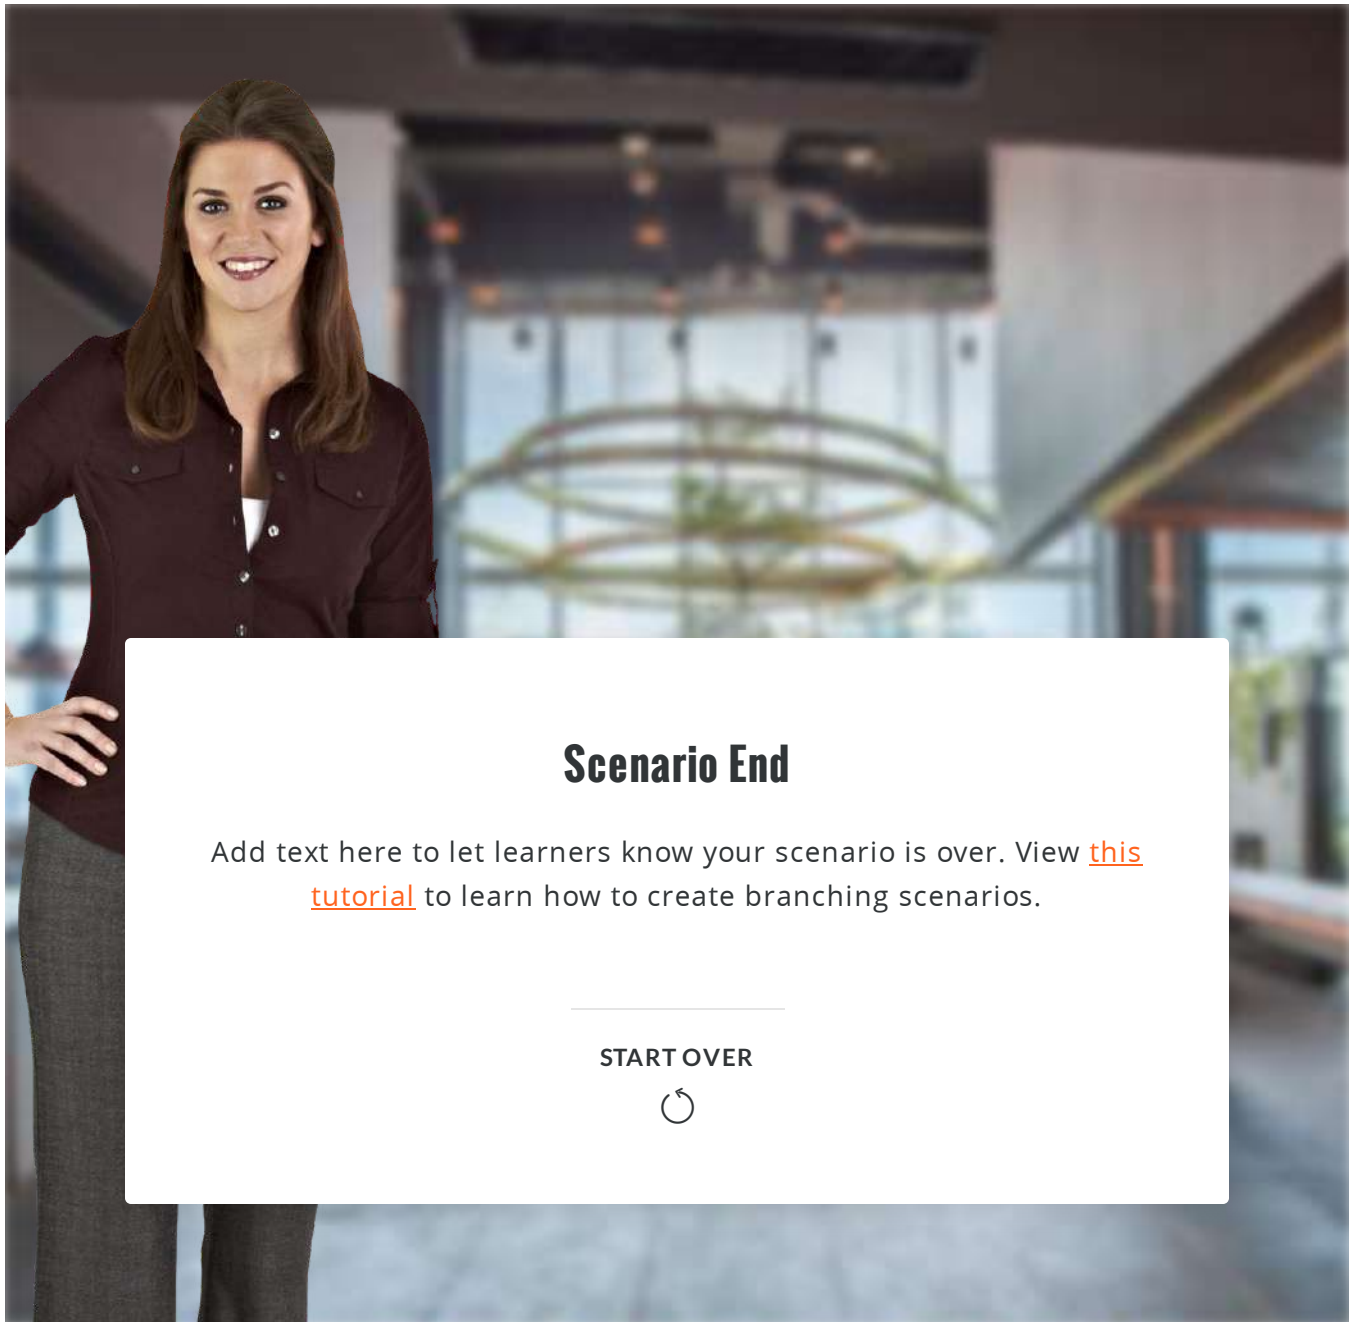 Scenario End
Add text here to let learners know your scenario is over. View this
tutorial to learn how to create branching scenarios.
START OVER